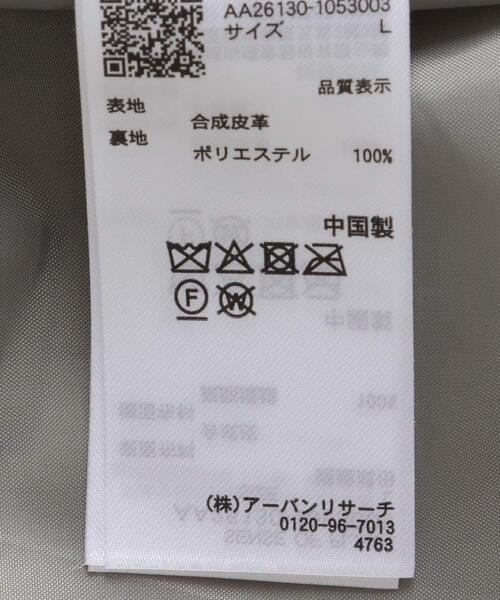 AA26130-1053003
サイズ L
品質表示
表地
合成皮革
裏地
ポリエステル 100%
中国製
F W
(株)アーバンリサーチ
0120-96-7013
4763